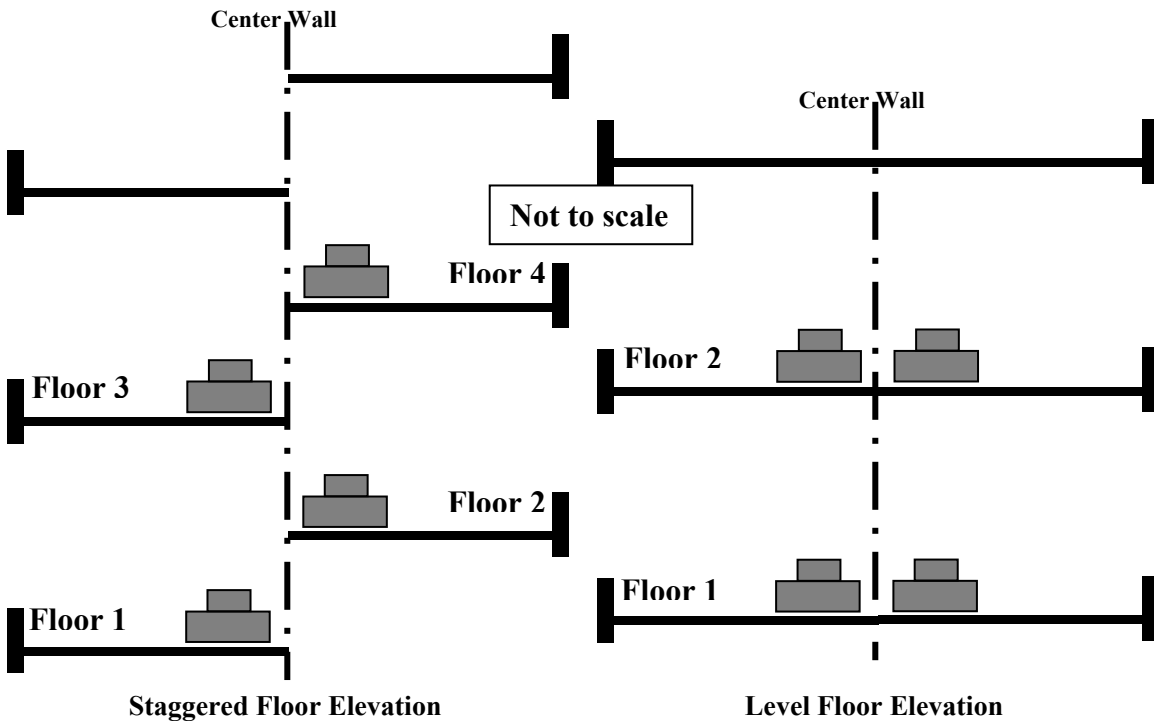 Center Wall
Center Wall
Not to scale
Floor 4
Floor 3
Floor 2
Floor 2
Floor 1
Floor 1
Staggered Floor Elevation
Level Floor Elevation